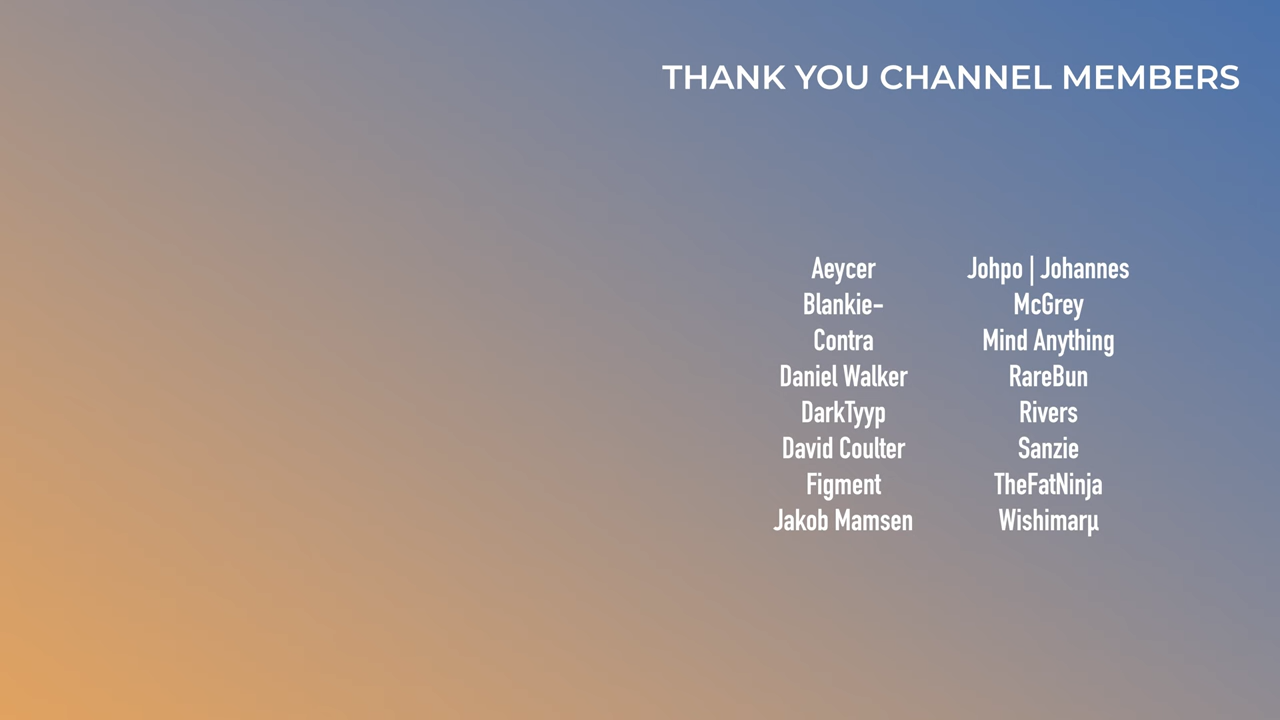 THANK YOU CHANNEL MEMBERS
Aeycer
Blankie-
Contra
Daniel Walker
DarkTyyp
David Coulter
Figment
Jakob Mamsen
Johpo | Johannes
McGrey
Mind Anything
RareBun
Rivers
Sanzie
TheFatNinja
Wishimarµ